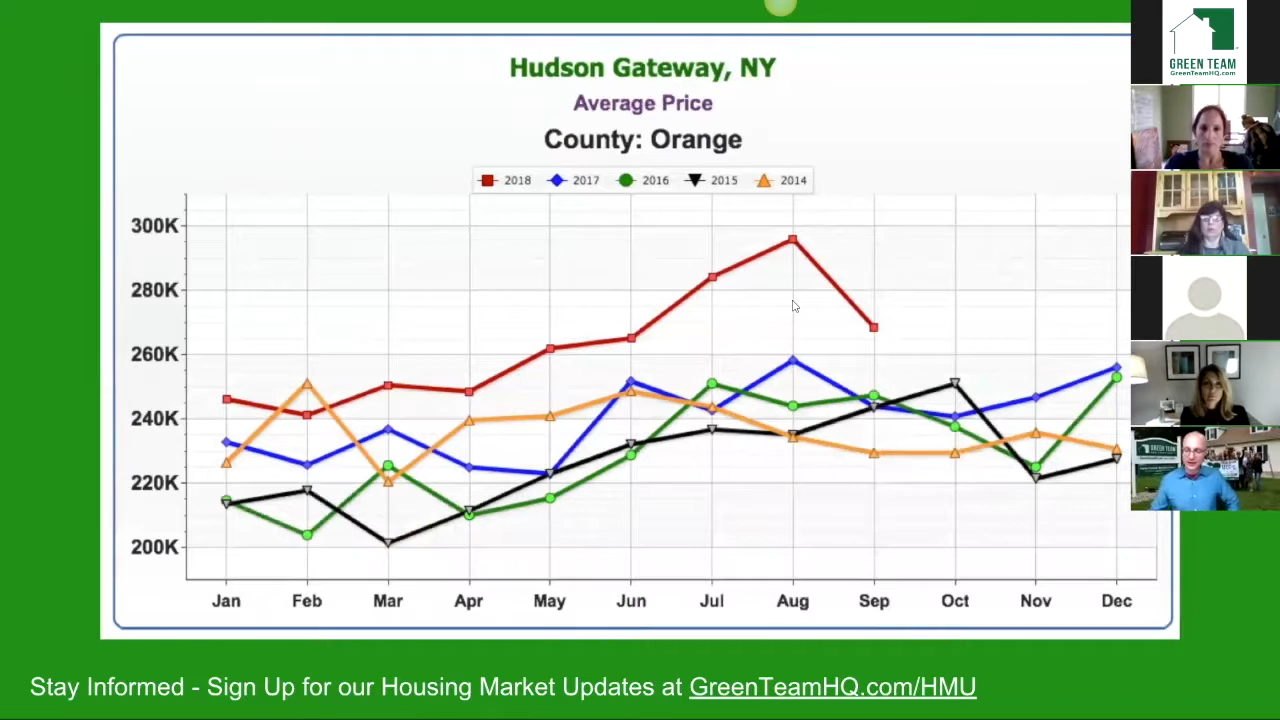 Hudson Gateway, NY
Average Price
County: Orange
2018 2017 2016 2015 2014
300K
280K
260K
240K
220K
200K
Jan Feb Mar Apr May Jun Jul Aug Sep Oct Nov Dec
Stay Informed - Sign Up for our Housing Market Updates at GreenTeamHQ.com/HMU
GREEN TEAM
GreenTeamHQ.com
GREEN TEAM